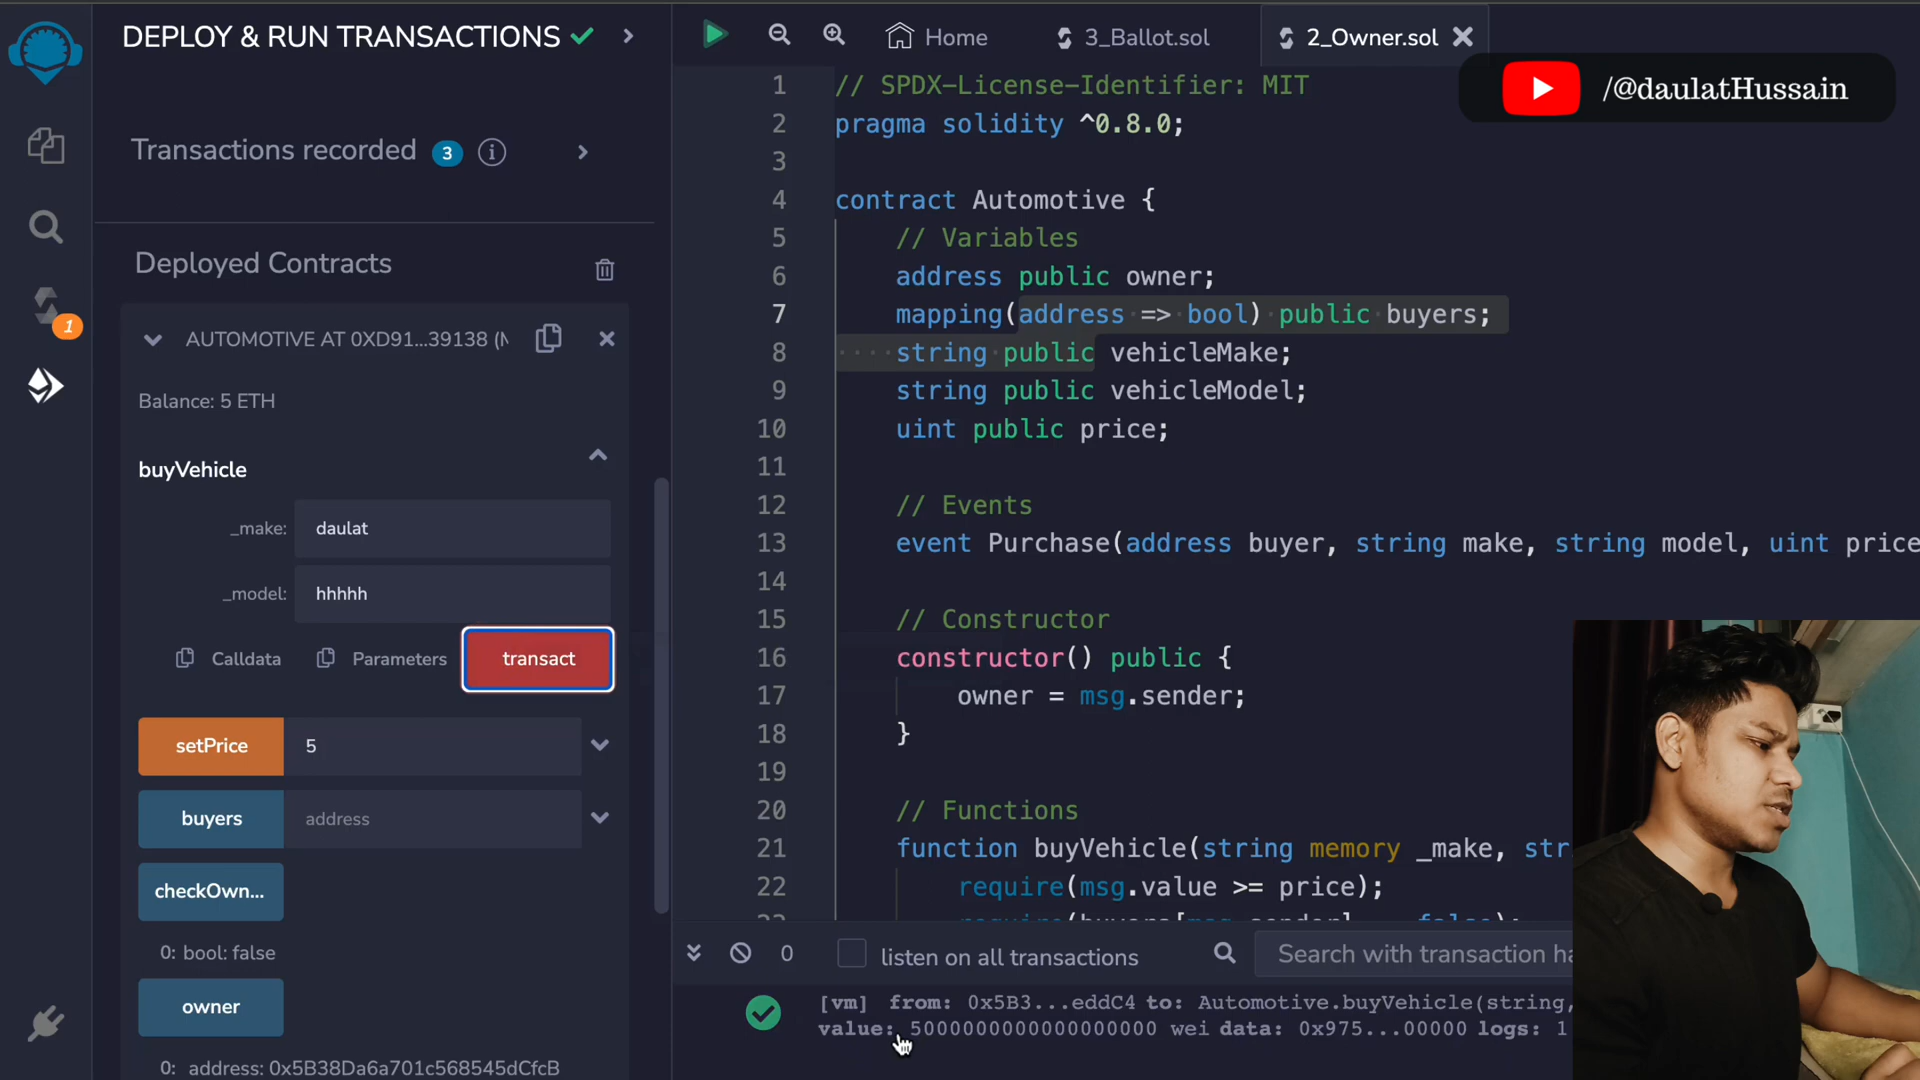 DEPLOY & RUN TRANSACTIONS
Transactions recorded 3
Deployed Contracts
1
AUTOMOTIVE AT 0XD91...39138 (M
Balance: 5 ETH
buyVehicle
_make: daulat
_model: hhhhh
Calldata Parameters transact
setPrice 5
buyers address
checkOwn...
0: bool: false
owner
0: address: 0x5B38Da6a701c568545dCfcB
Home 3_Ballot.sol 2_Owner.sol
/@daulatHussain
1 // SPDX-License-Identifier: MIT
2 pragma solidity ^0.8.0;
3
4 contract Automotive {
5 // Variables
6 address public owner;
7 mapping(address => bool) public buyers;
8 string public vehicleMake;
9 string public vehicleModel;
10 uint public price;
11
12 // Events
13 event Purchase(address buyer, string make, string model, uint price
14
15 // Constructor
16 constructor() public {
17 owner = msg.sender;
18 }
19
20 // Functions
21 function buyVehicle(string memory _make, str
22 require(msg.value >= price);
0 listen on all transactions Search with transaction ha
[vm] from: 0x5B3...eddC4 to: Automotive.buyVehicle(string,
value: 5000000000000000000 wei data: 0x975...00000 logs: 1